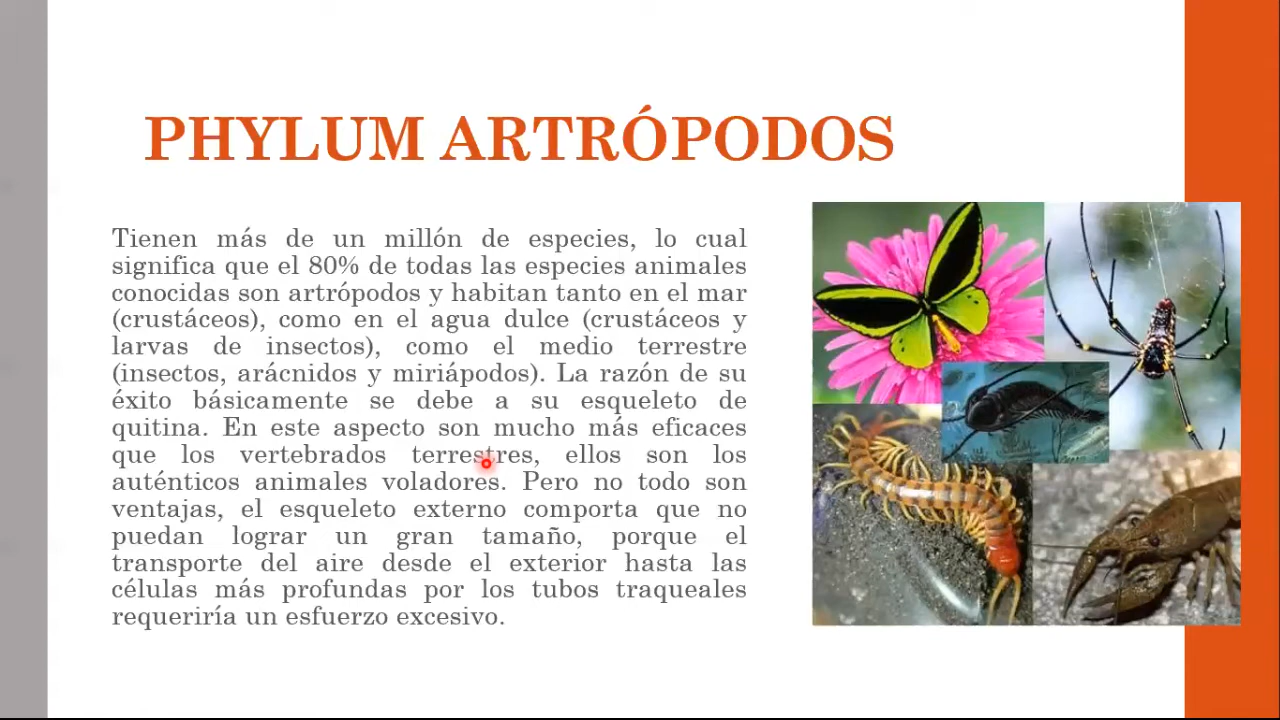 PHYLUM ARTRÓPODOS
Tienen más de un millón de especies, lo cual
significa que el 80% de todas las especies animales
conocidas son artrópodos y habitan tanto en el mar
(crustáceos), como en el agua dulce (crustáceos y
larvas de insectos), como el medio terrestre
(insectos, arácnidos y miriápodos). La razón de su
éxito básicamente se debe a su esqueleto de
quitina. En este aspecto son mucho más eficaces
que los vertebrados terrestres, ellos son los
auténticos animales voladores. Pero no todo son
ventajas, el esqueleto externo comporta que no
puedan lograr un gran tamaño, porque el
transporte del aire desde el exterior hasta las
células más profundas por los tubos traqueales
requeriría un esfuerzo excesivo.